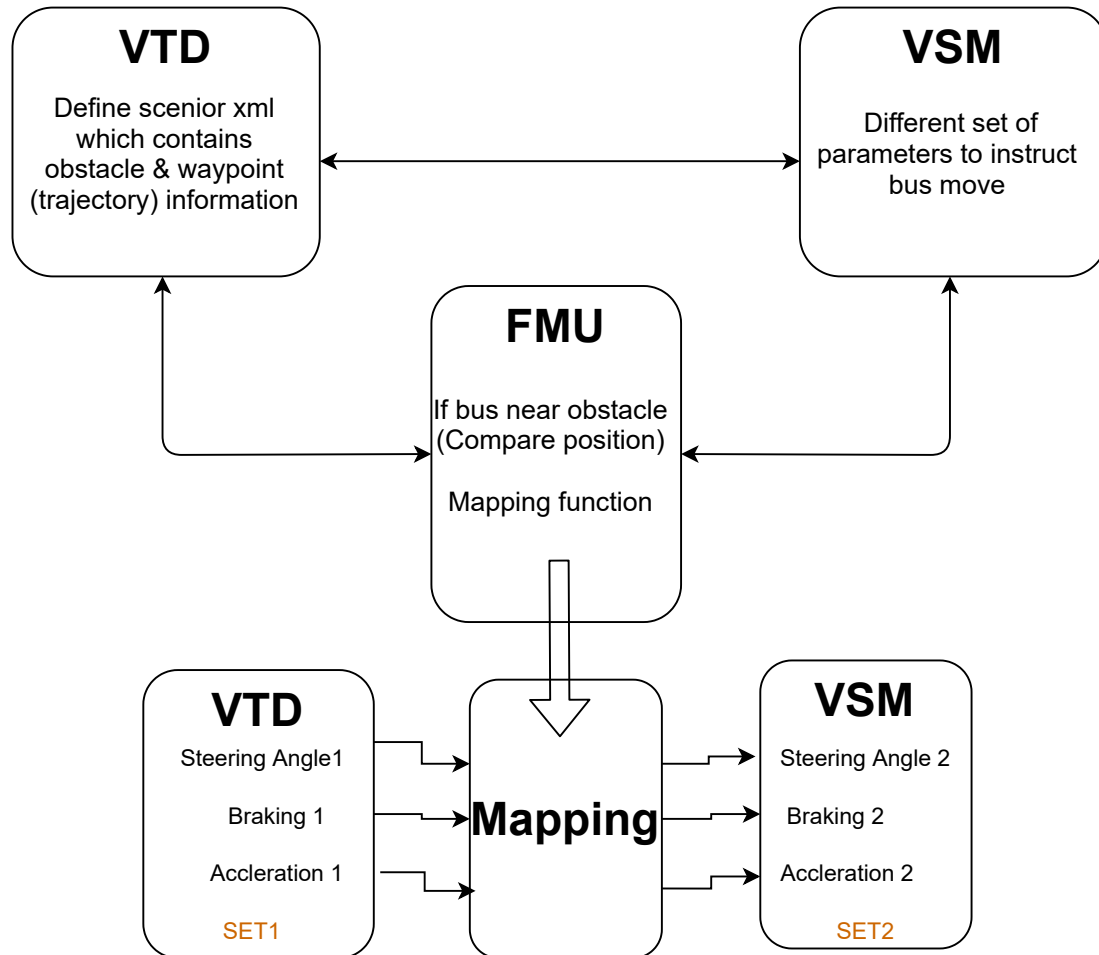 VTD
Define scenior xml
which contains
obstacle & waypoint
(trajectory) information
VSM
Different set of
parameters to instruct
bus move
FMU
If bus near obstacle
(Compare position)
Mapping function
VTD
Steering Angle1
Braking 1
Accleration 1
SET1
Mapping
VSM
Steering Angle 2
Braking 2
Accleration 2
SET2